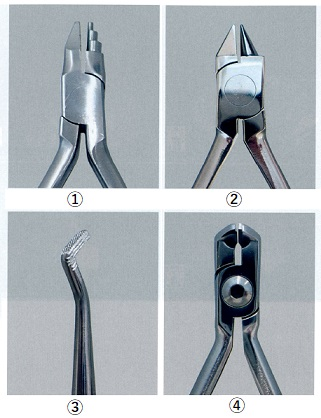 ①
②
③
④